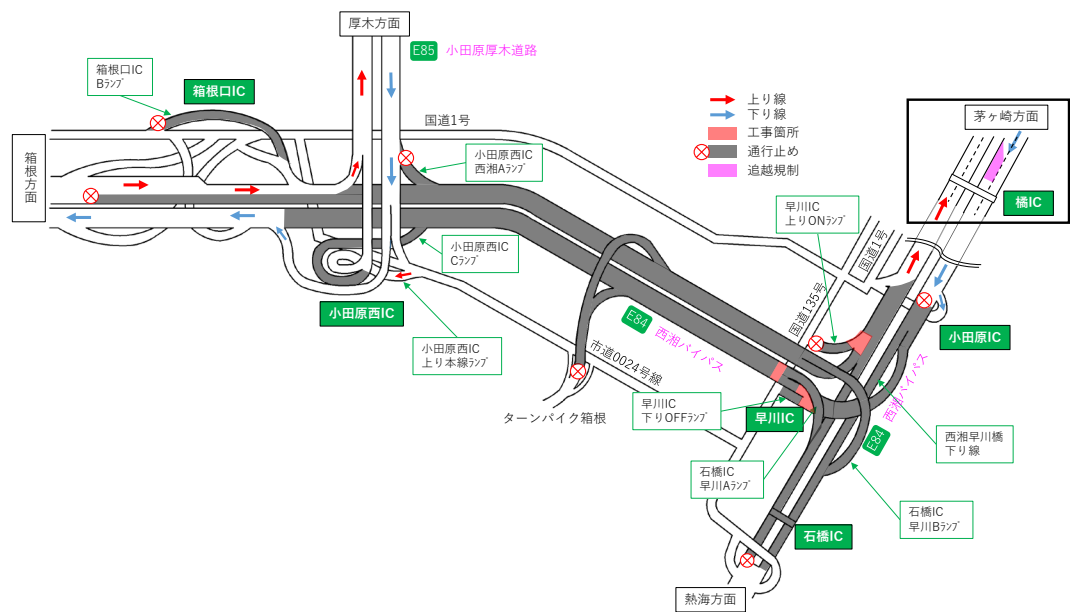 厚木方面
E85 小田原厚木道路
箱根口IC
Bﾗﾝﾌﾟ
箱根口IC
国道1号
上り線
下り線
工事箇所
通行止め
追越規制
茅ヶ崎方面
橘IC
箱根方面
小田原西IC
西湘Aﾗﾝﾌﾟ
早川IC
上りONﾗﾝﾌﾟ
国道1号
小田原西IC
Cﾗﾝﾌﾟ
国道135号
小田原西IC
E84 西湘バイパス
小田原IC
小田原西IC
上り本線ﾗﾝﾌﾟ
市道0024号線
西湘バイパス
E84
ターンパイク箱根
早川IC
下りOFFﾗﾝﾌﾟ
早川IC
西湘早川橋
下り線
石橋IC
早川Aﾗﾝﾌﾟ
石橋IC
早川Bﾗﾝﾌﾟ
石橋IC
熱海方面